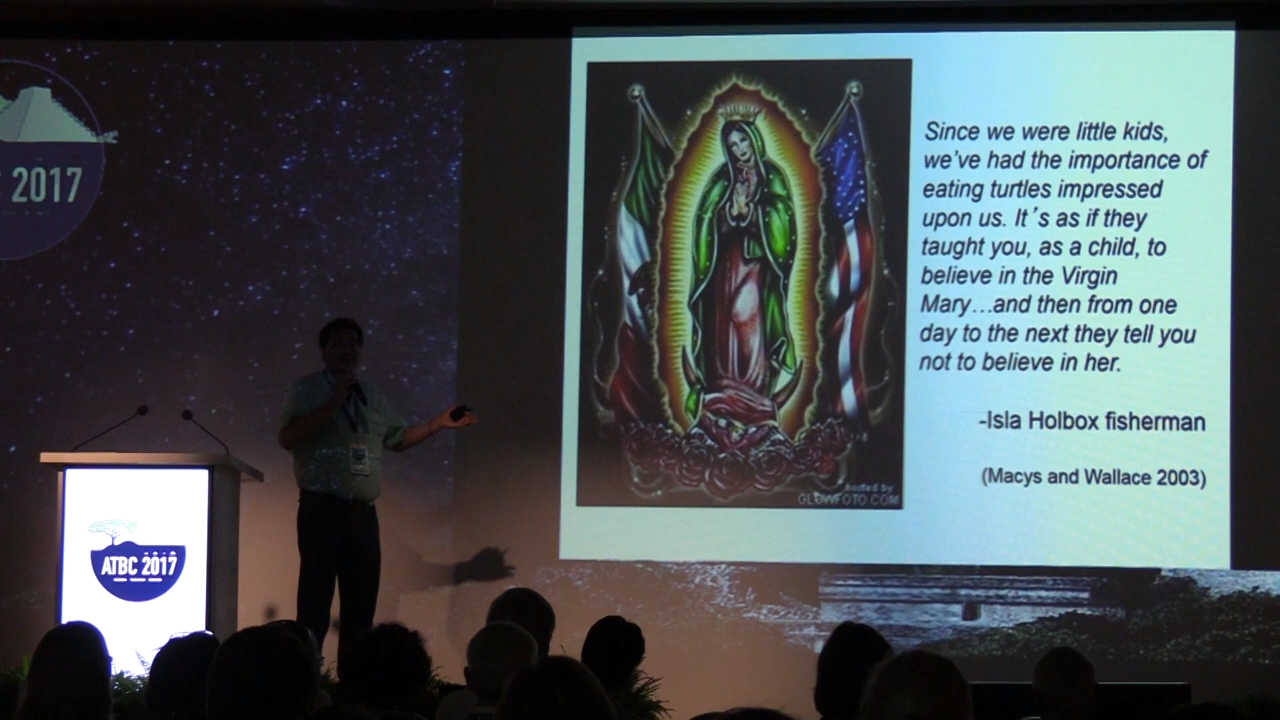 C 2017
ATBC 2017
hosted by
GLOWFOTO.COM
Since we were little kids,
we've had the importance of
eating turtles impressed
upon us. It´s as if they
taught you, as a child, to
believe in the Virgin
Mary…and then from one
day to the next they tell you
not to believe in her.
-Isla Holbox fisherman
(Macys and Wallace 2003)